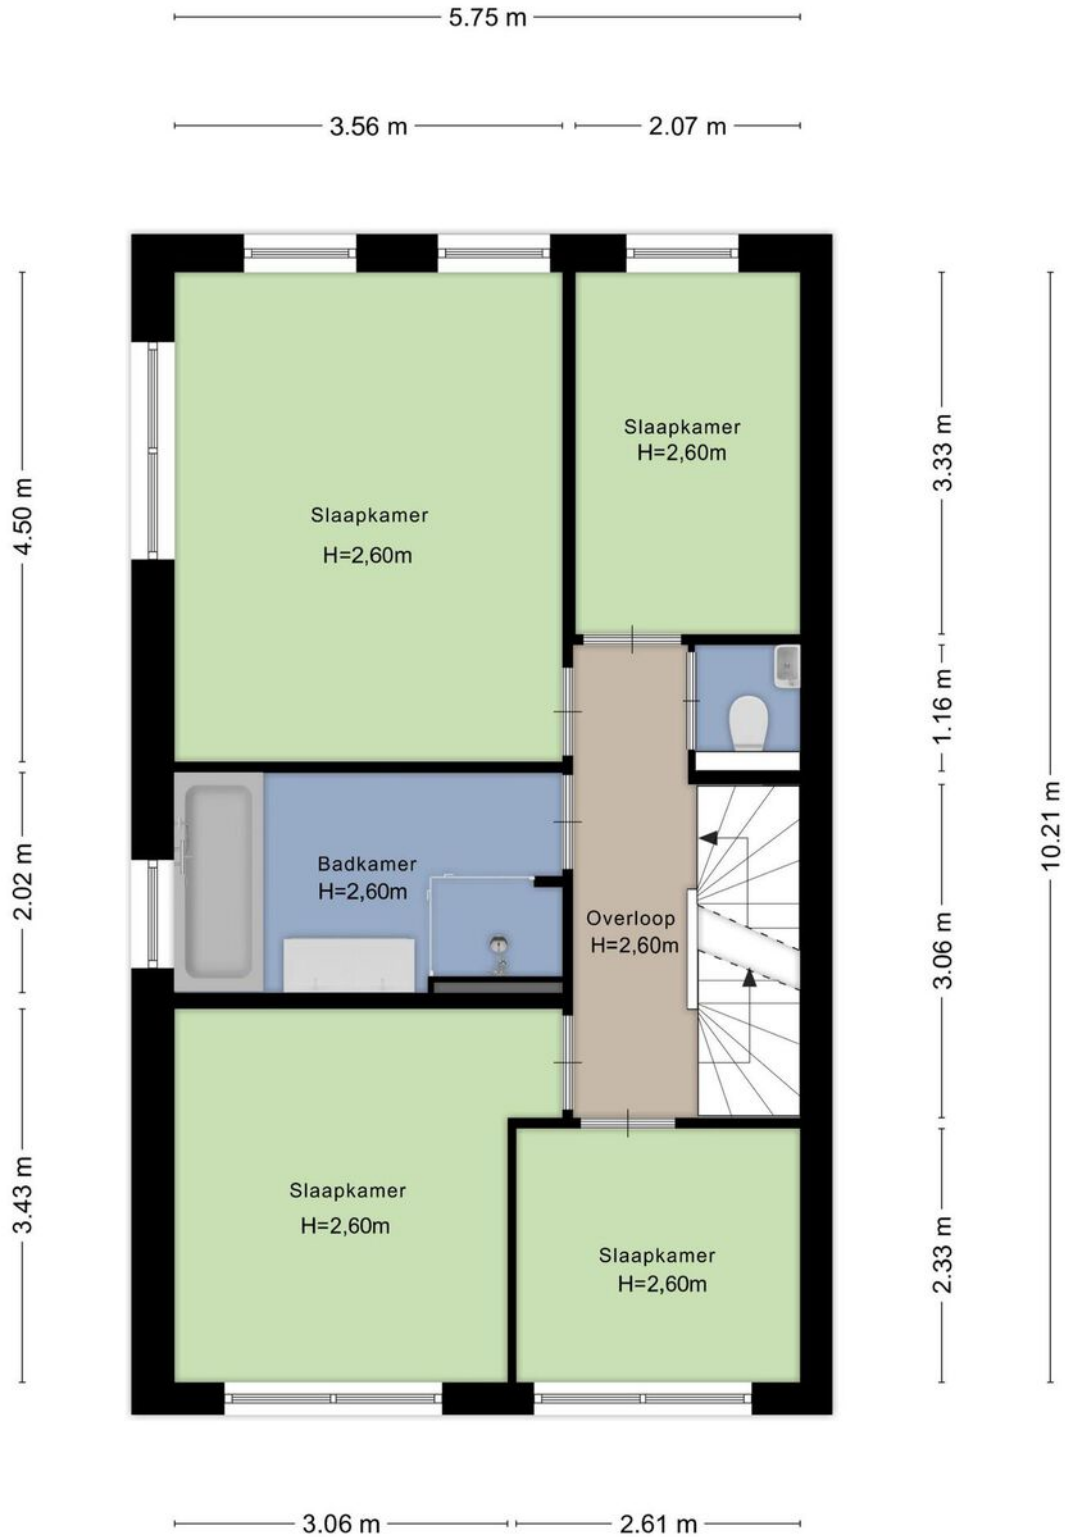 5.75 m
3.56 m
2.07 m
Slaapkamer
H=2,60m
3.33 m
Slaapkamer
H=2,60m
4.50 m
1.16 m
10.21 m
Badkamer
H=2,60m
2.02 m
Overloop
H=2,60m
3.06 m
Slaapkamer
H=2,60m
3.43 m
Slaapkamer
H=2,60m
2.33 m
3.06 m
2.61 m